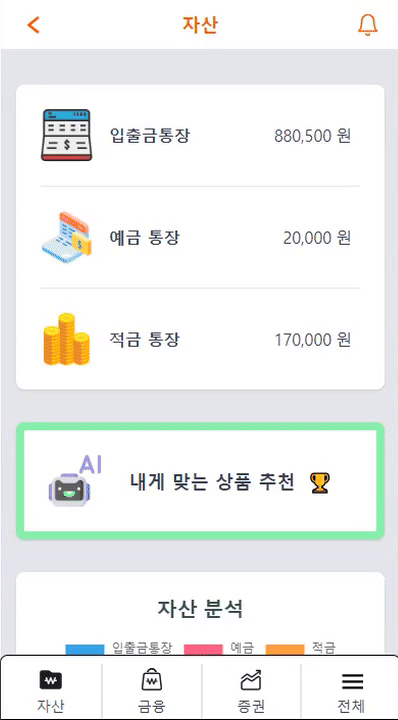 자산
입출금통장 880,500 원
예금 통장 20,000 원
적금 통장 170,000 원
AI
내게 맞는 상품 추천
자산 분석
입출금통장 예금 적금
자산 금융 증권 전체